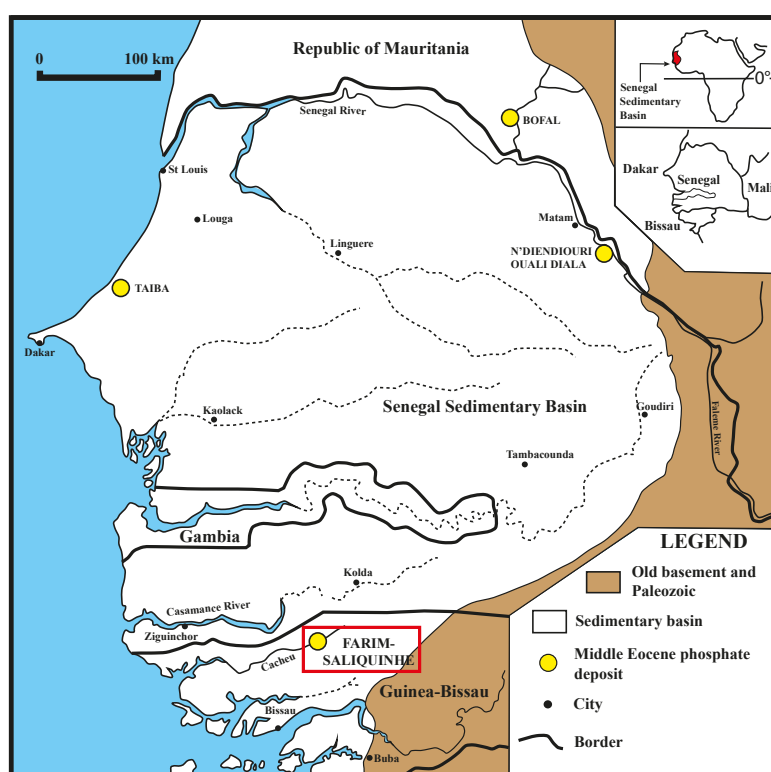 0 100 km
Republic of Mauritania
Senegal River
BOFAL
St Louis
Louga
Linguere
Matam
N'DIENDIOURI
OUALI DIALA
TAIBA
Dakar
Kaolack
Senegal Sedimentary Basin
Goudiri
Faleme River
Tambacounda
Gambia
Kolda
Casamance River
Ziguinchor
FARIM-
SALIQUINHE
Cacheu
Guinea-Bissau
Bissau
Buba
0°
Senegal
Sedimentary
Basin
Dakar
Senegal
Mali
Bissau
LEGEND
Old basement and
Paleozoic
Sedimentary basin
Middle Eocene phosphate
deposit
City
Border